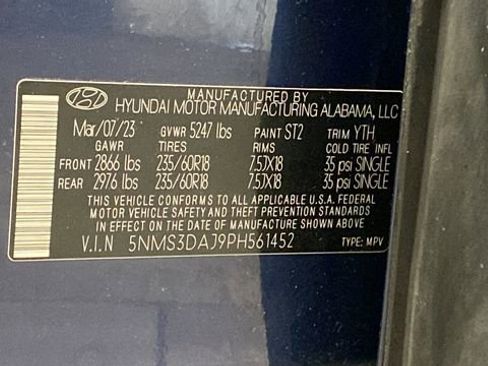 MANUFACTURED BY
HYUNDAI MOTOR MANUFACTURING ALABAMA, LLC
Mar/07/23 GVWR 5247 lbs PAINT ST2 TRIM YTH
GAWR TIRES RIMS COLD TIRE INFL
FRONT 2866 lbs 235/60R18 7.5JX18 35 psi SINGLE
REAR 2976 lbs 235/60R18 7.5JX18 35 psi SINGLE
THIS VEHICLE CONFORMS TO ALL APPLICABLE U.S.A. FEDERAL
MOTOR VEHICLE SAFETY AND THEFT PREVENTION STANDARDS
IN EFFECT ON THE DATE OF MANUFACTURE SHOWN ABOVE.
V.I.N 5NMS3DAJ9PH561452 TYPE: MPV